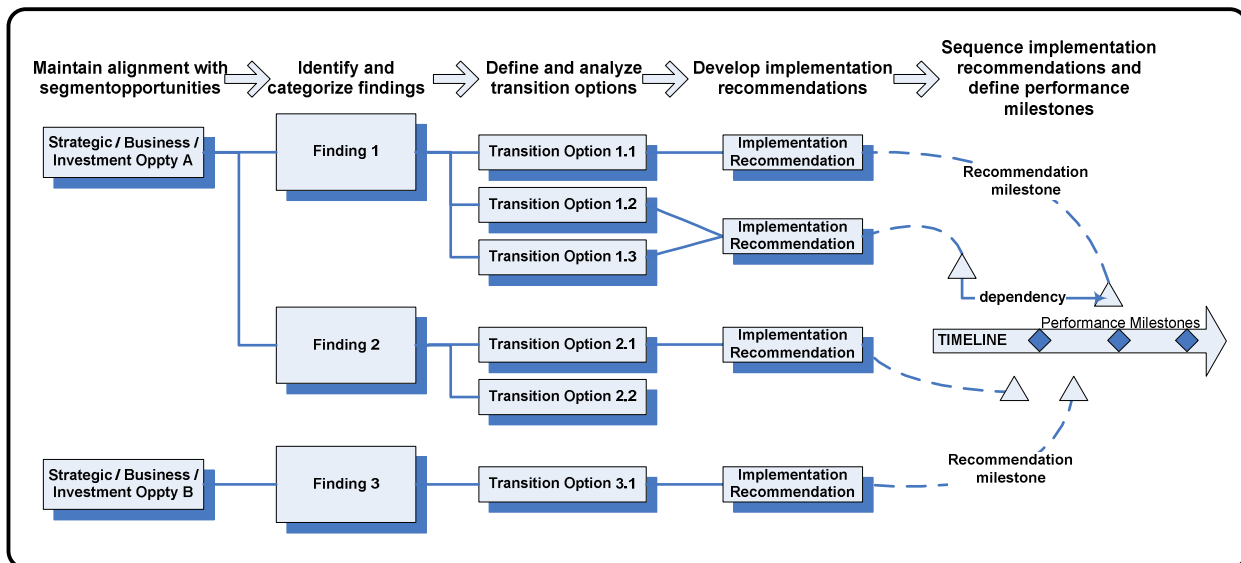 Maintain alignment with
segmentopportunities
Identify and
categorize findings
Define and analyze
transition options
Develop implementation
recommendations
Sequence implementation
recommendations and
define performance
milestones
Strategic / Business /
Investment Oppty A
Finding 1
Transition Option 1.1
Implementation
Recommendation
Recommendation
milestone
Transition Option 1.2
Transition Option 1.3
Implementation
Recommendation
dependency
Finding 2
Transition Option 2.1
Implementation
Recommendation
Performance Milestones
TIMELINE
Transition Option 2.2
Strategic / Business /
Investment Oppty B
Finding 3
Transition Option 3.1
Implementation
Recommendation
Recommendation
milestone